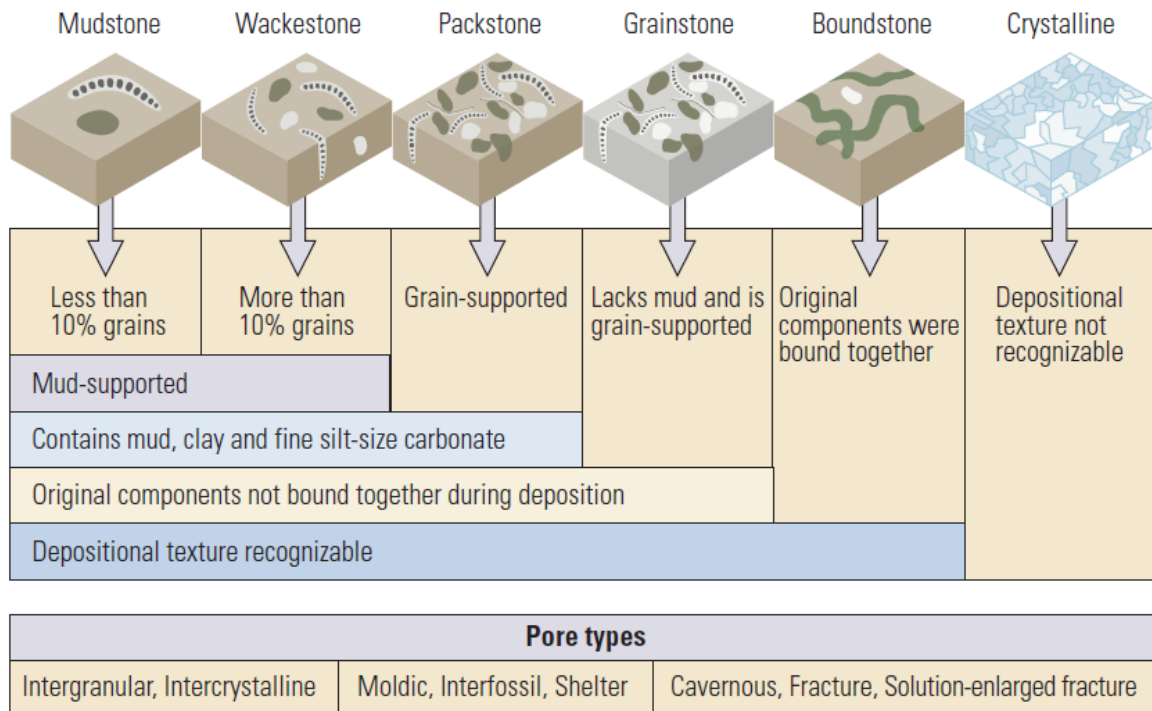 Mudstone
Wackestone
Packstone
Grainstone
Boundstone
Crystalline
Less than
10% grains
More than
10% grains
Grain-supported
Lacks mud and is
grain-supported
Original
components were
bound together
Depositional
texture not
recognizable
Mud-supported
Contains mud, clay and fine silt-size carbonate
Original components not bound together during deposition
Depositional texture recognizable
Pore types
Intergranular, Intercrystalline
Moldic, Interfossil, Shelter
Cavernous, Fracture, Solution-enlarged fracture